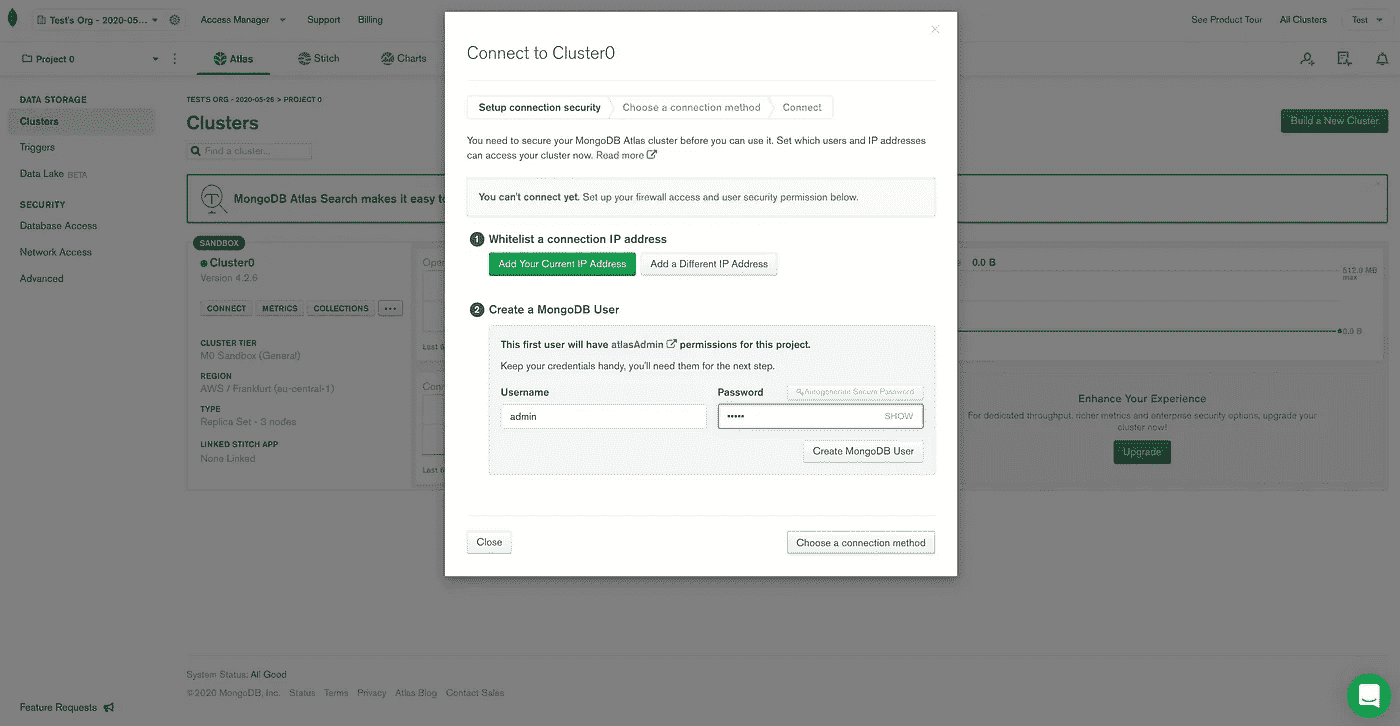 Test's Org - 2020-05...
Access Manager
Support
Billing
See Product Tour
All Clusters
Test
Project 0
Atlas
Stitch
Charts
DATA STORAGE
Clusters
Triggers
Data Lake BETA
SECURITY
Database Access
Network Access
Advanced
TEST'S ORG - 2020-05-26 > PROJECT 0
Clusters
Find a cluster...
Build a New Cluster
MongoDB Atlas Search makes it easy to
SANDBOX
Cluster0
Version 4.2.6
CONNECT
METRICS
COLLECTIONS
...
CLUSTER TIER
M0 Sandbox (General)
REGION
AWS / Frankfurt (eu-central-1)
TYPE
Replica Set - 3 nodes
LINKED STITCH APP
None Linked
Connect to Cluster0
Setup connection security
Choose a connection method
Connect
You need to secure your MongoDB Atlas cluster before you can use it. Set which users and IP addresses
can access your cluster now. Read more
You can't connect yet. Set up your firewall access and user security permission below.
1 Whitelist a connection IP address
Add Your Current IP Address
Add a Different IP Address
2 Create a MongoDB User
This first user will have atlasAdmin permissions for this project.
Keep your credentials handy, you'll need them for the next step.
Username
Password
Autogenerate Secure Password
admin
•••••
SHOW
Create MongoDB User
Close
Choose a connection method
0.0 B
512.0 MB
max
0.0 B
Enhance Your Experience
For dedicated throughput, richer metrics and enterprise security options, upgrade your
cluster now!
Upgrade
System Status: All Good
©2020 MongoDB, Inc.
Status
Terms
Privacy
Atlas Blog
Contact Sales
Feature Requests